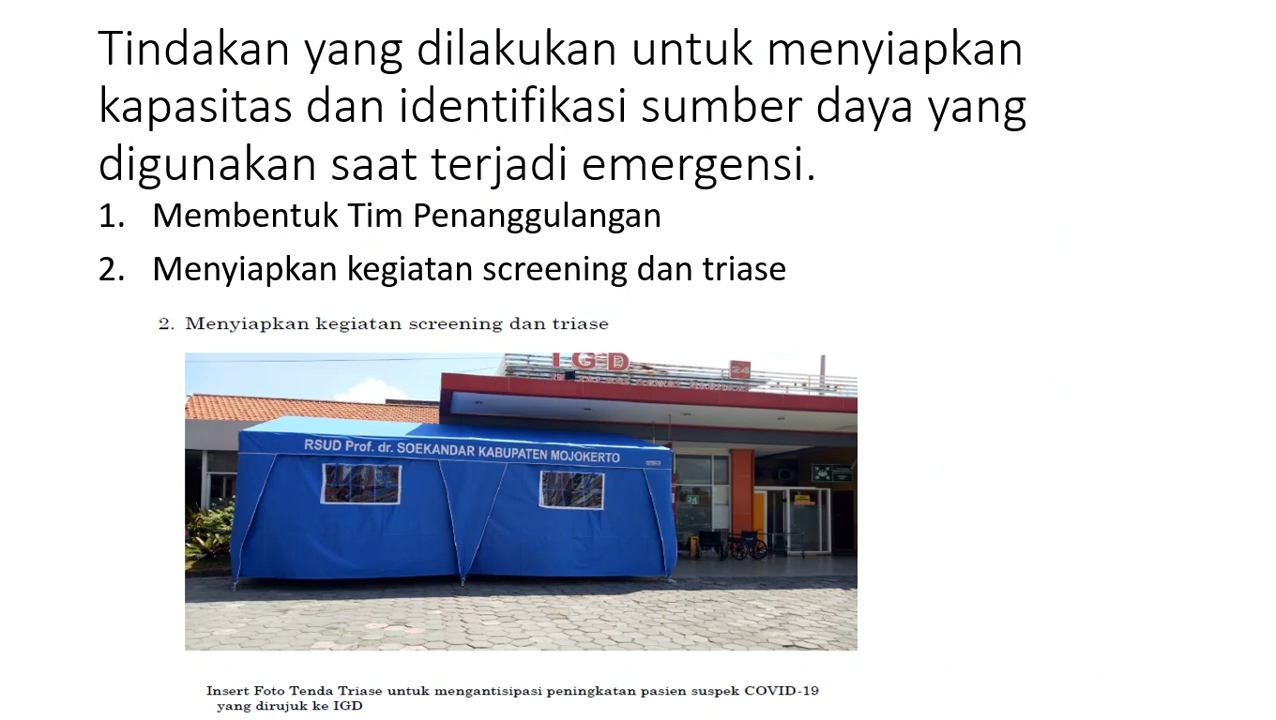 Tindakan yang dilakukan untuk menyiapkan
kapasitas dan identifikasi sumber daya yang
digunakan saat terjadi emergensi.
1. Membentuk Tim Penanggulangan
2. Menyiapkan kegiatan screening dan triase
2. Menyiapkan kegiatan screening dan triase
IGD
24
RSUD Prof. dr. SOEKANDAR KABUPATEN MOJOKERTO
24
Insert Foto Tenda Triase untuk mengantisipasi peningkatan pasien suspek COVID-19
yang dirujuk ke IGD